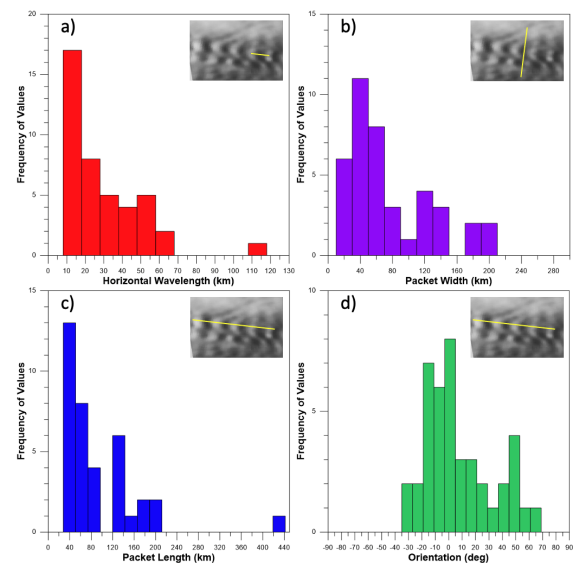 a)
20
15
10
5
0
Frequency of Values
0 10 20 30 40 50 60 70 80 90 100 110 120 130
Horizontal Wavelength (km)
b)
15
10
5
0
Frequency of Values
0 40 80 120 160 200 240 280
Packet Width (km)
c)
15
10
5
0
Frequency of Values
0 40 80 120 160 200 240 280 320 360 400 440
Packet Length (km)
d)
10
5
0
Frequency of Values
-90 -80 -70 -60 -50 -40 -30 -20 -10 0 10 20 30 40 50 60 70 80 90
Orientation (deg)